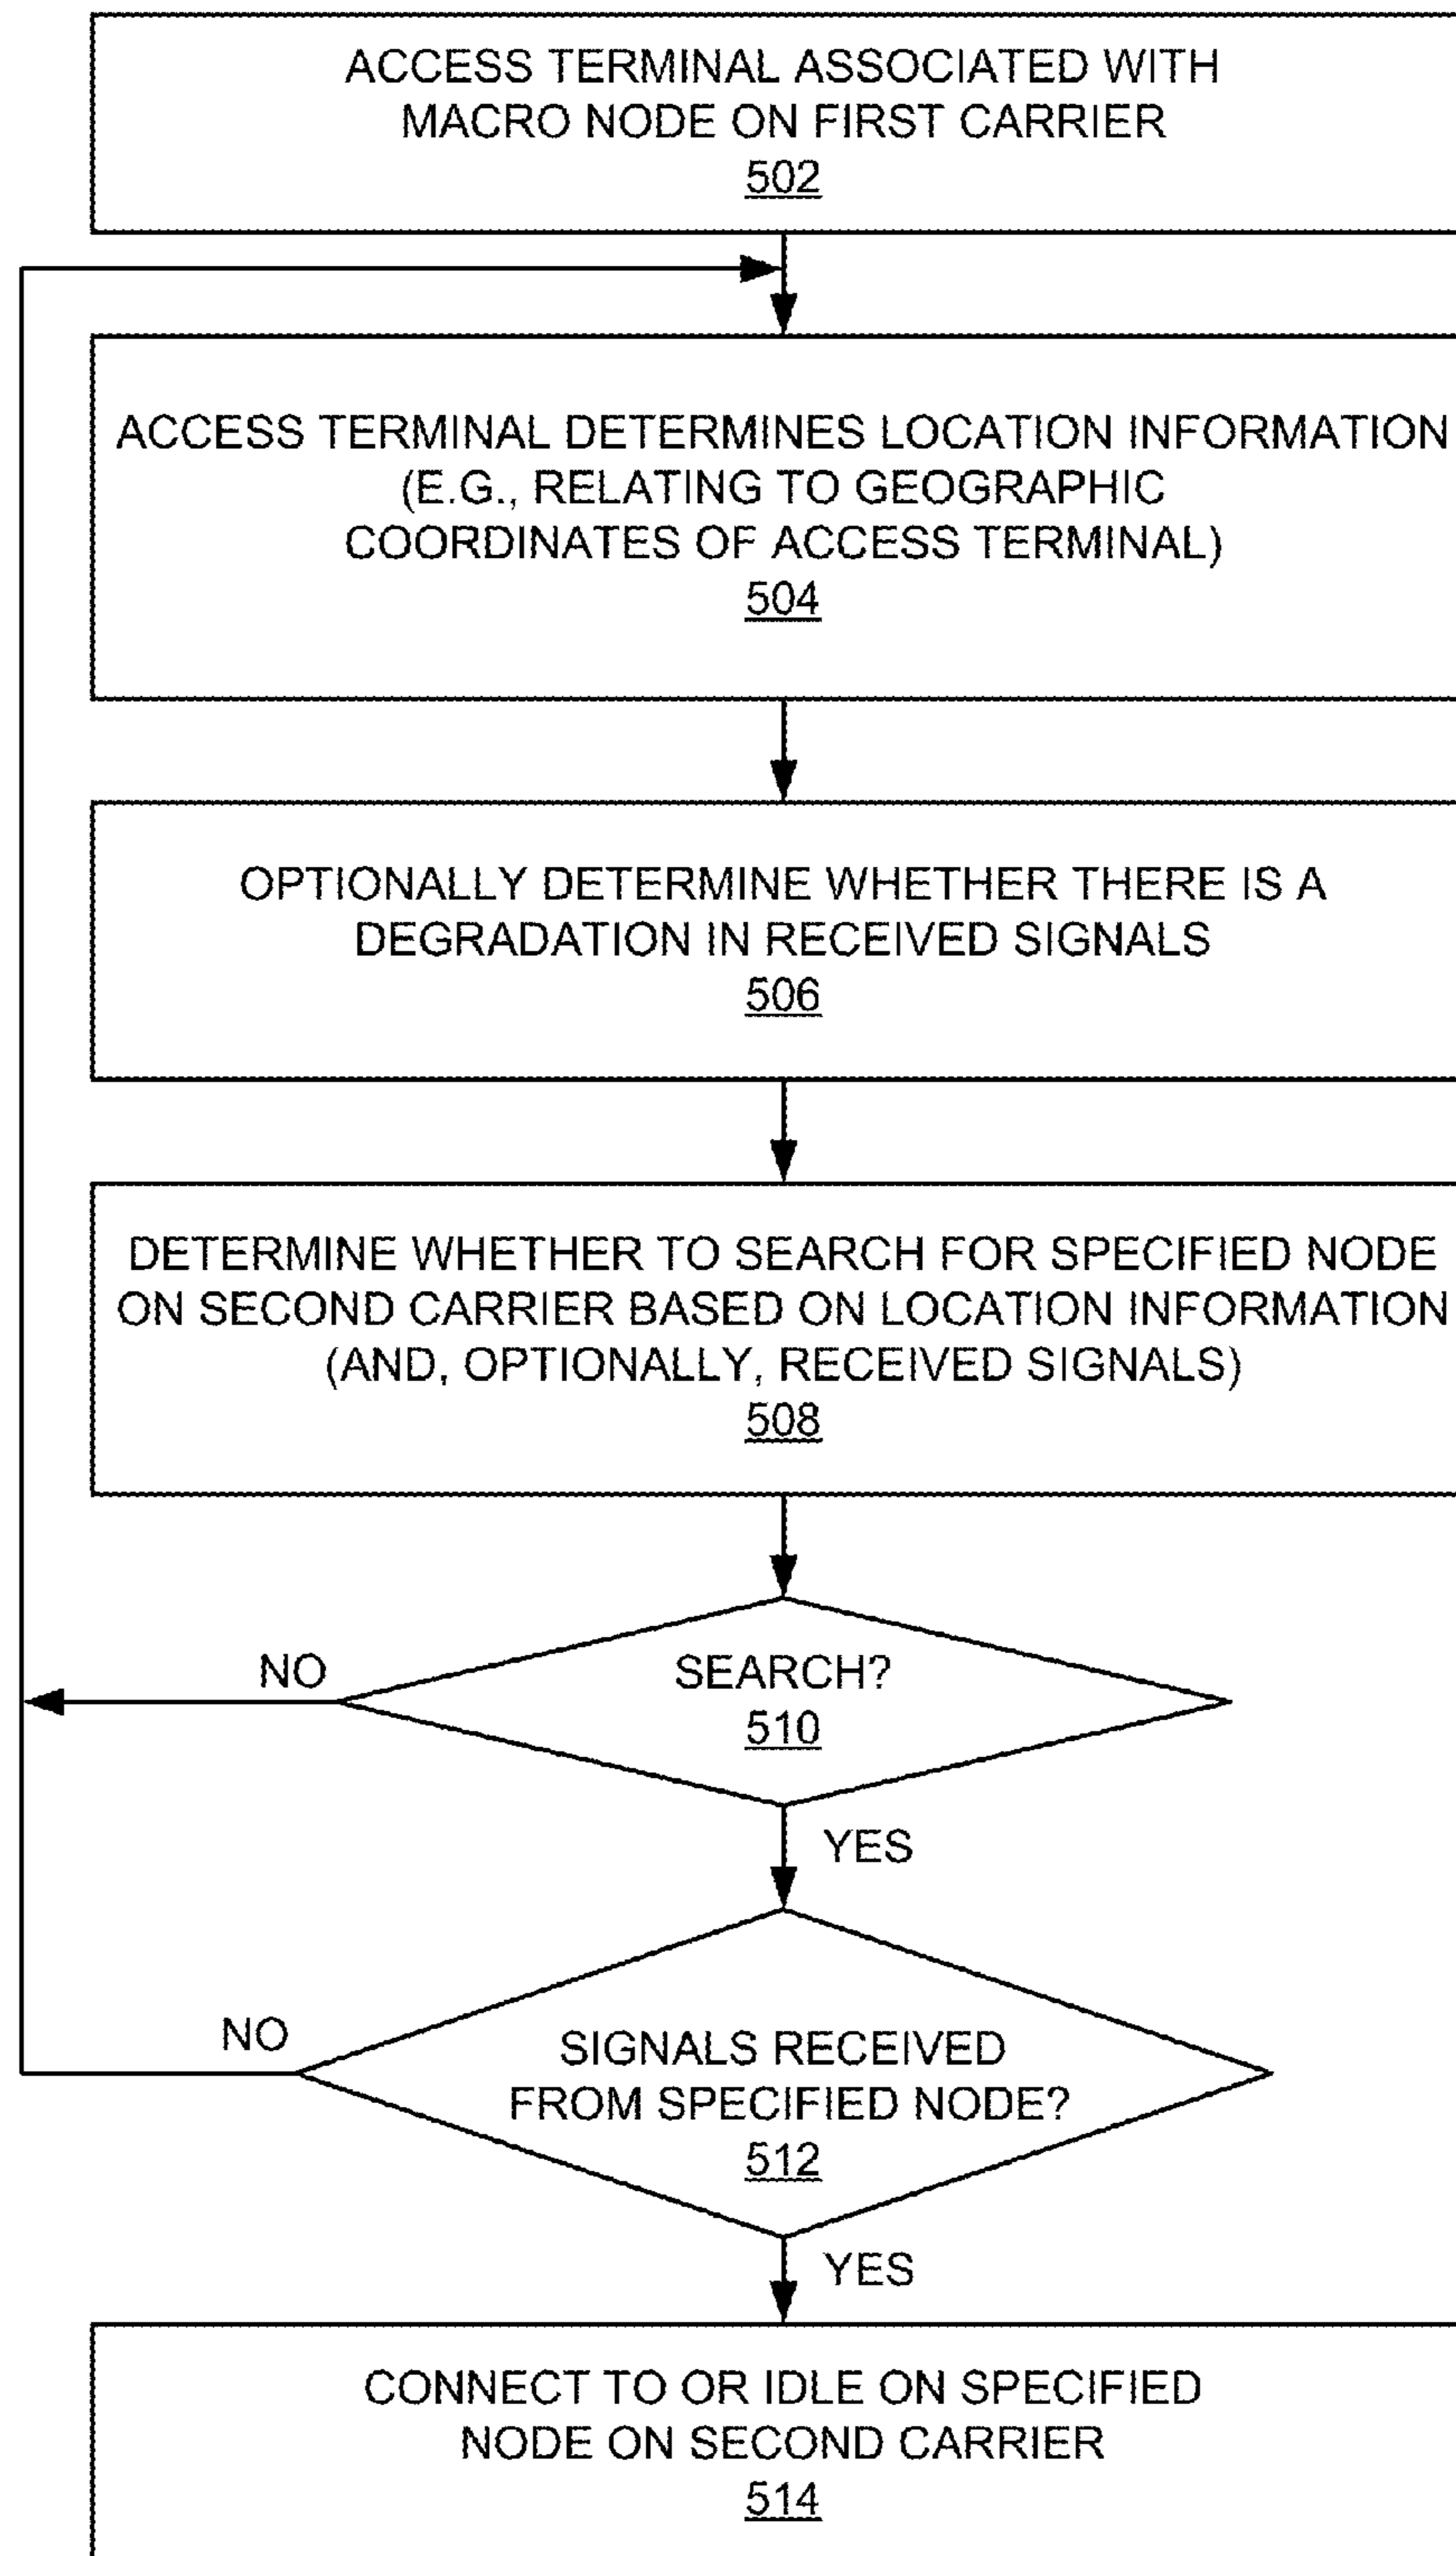 ACCESS TERMINAL ASSOCIATED WITH
MACRO NODE ON FIRST CARRIER
502
ACCESS TERMINAL DETERMINES LOCATION INFORMATION
(E.G., RELATING TO GEOGRAPHIC
COORDINATES OF ACCESS TERMINAL)
504
OPTIONALLY DETERMINE WHETHER THERE IS A
DEGRADATION IN RECEIVED SIGNALS
506
DETERMINE WHETHER TO SEARCH FOR SPECIFIED NODE
ON SECOND CARRIER BASED ON LOCATION INFORMATION
(AND, OPTIONALLY, RECEIVED SIGNALS)
508
NO
SEARCH?
510
YES
NO
SIGNALS RECEIVED
FROM SPECIFIED NODE?
512
YES
CONNECT TO OR IDLE ON SPECIFIED
NODE ON SECOND CARRIER
514